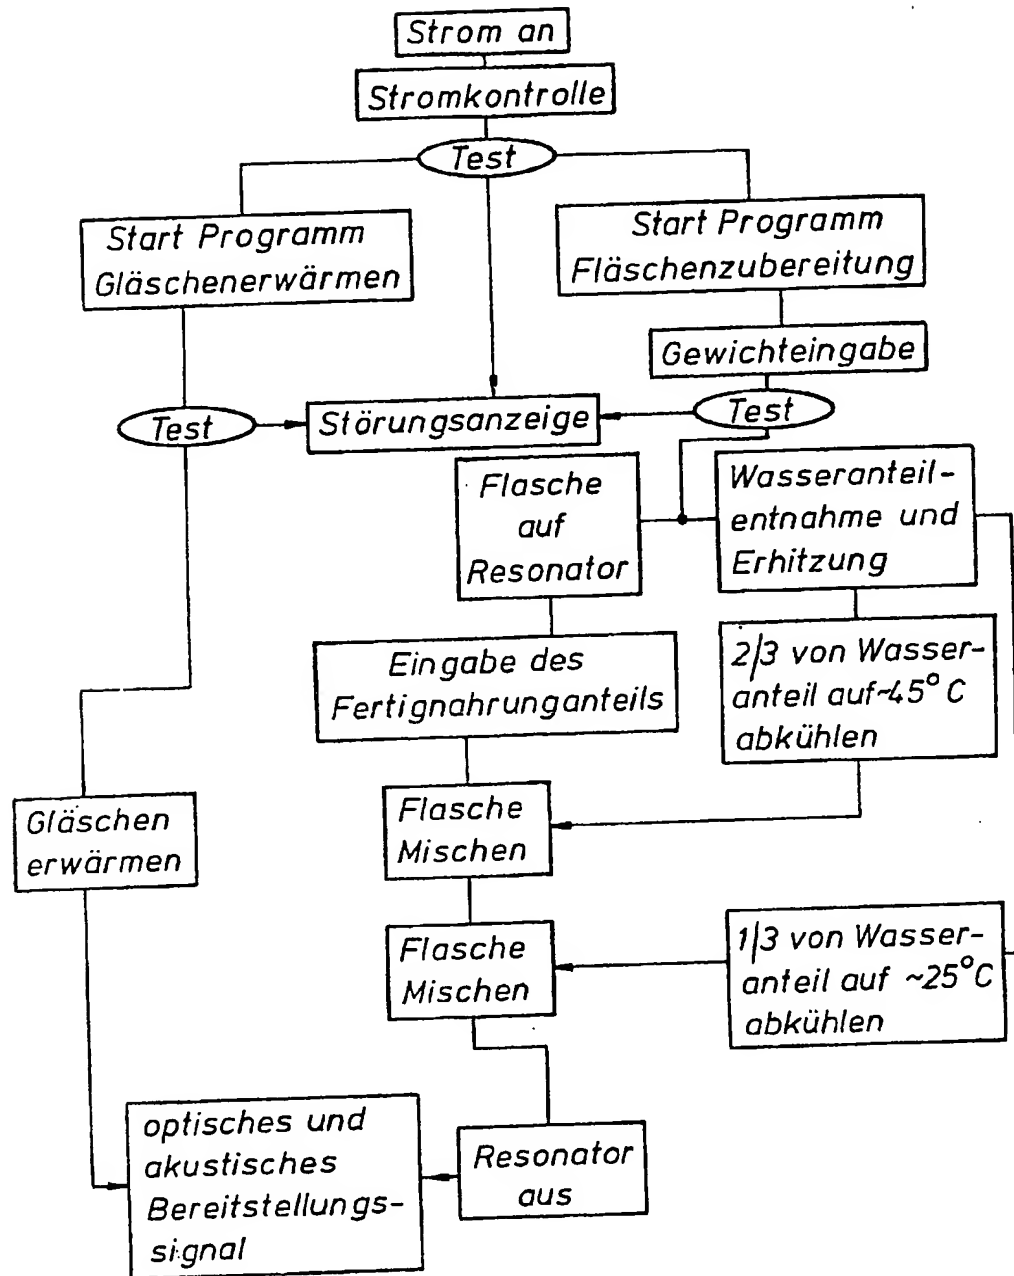 Strom an
Stromkontrolle
Test
Start Programm
Gläschenerwärmen
Start Programm
Fläschenzubereitung
Gewichteingabe
Test
Störungsanzeige
Test
Flasche
auf
Resonator
Wasseranteil-
entnahme und
Erhitzung
Eingabe des
Fertignahrunganteils
2/3 von Wasser-
anteil auf ~45°C
abkühlen
Gläschen
erwärmen
Flasche
Mischen
Flasche
Mischen
1/3 von Wasser-
anteil auf ~25°C
abkühlen
optisches und
akustisches
Bereitstellungs-
signal
Resonator
aus